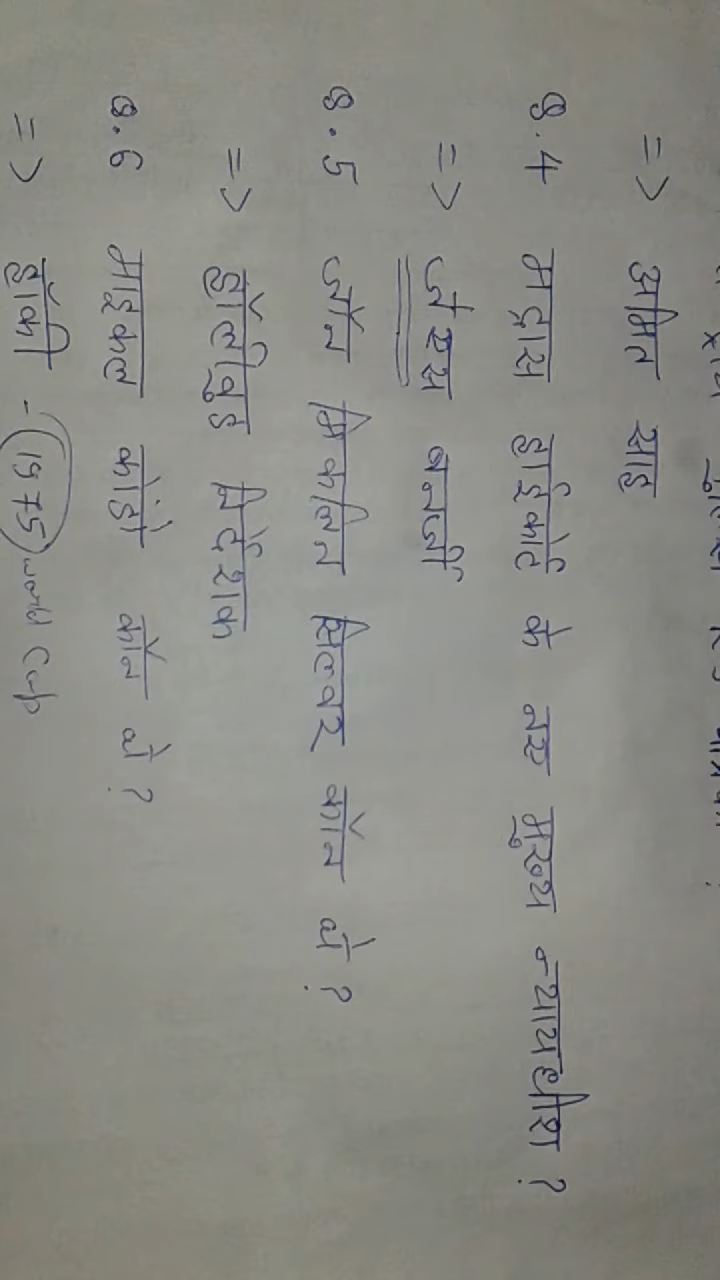 => अमित साह
Q.4 मद्रास हाईकोर्ट के नए मुख्य न्यायधीश ?
=> जे एस बनर्जी
Q.5 जॉन मिकलिन सिलवर कौन थे ?
=> हॉलीवुड निर्देशक
Q.6 माइकल कोंडो कौन थे ?
=> हॉकी - (1975) world Cup